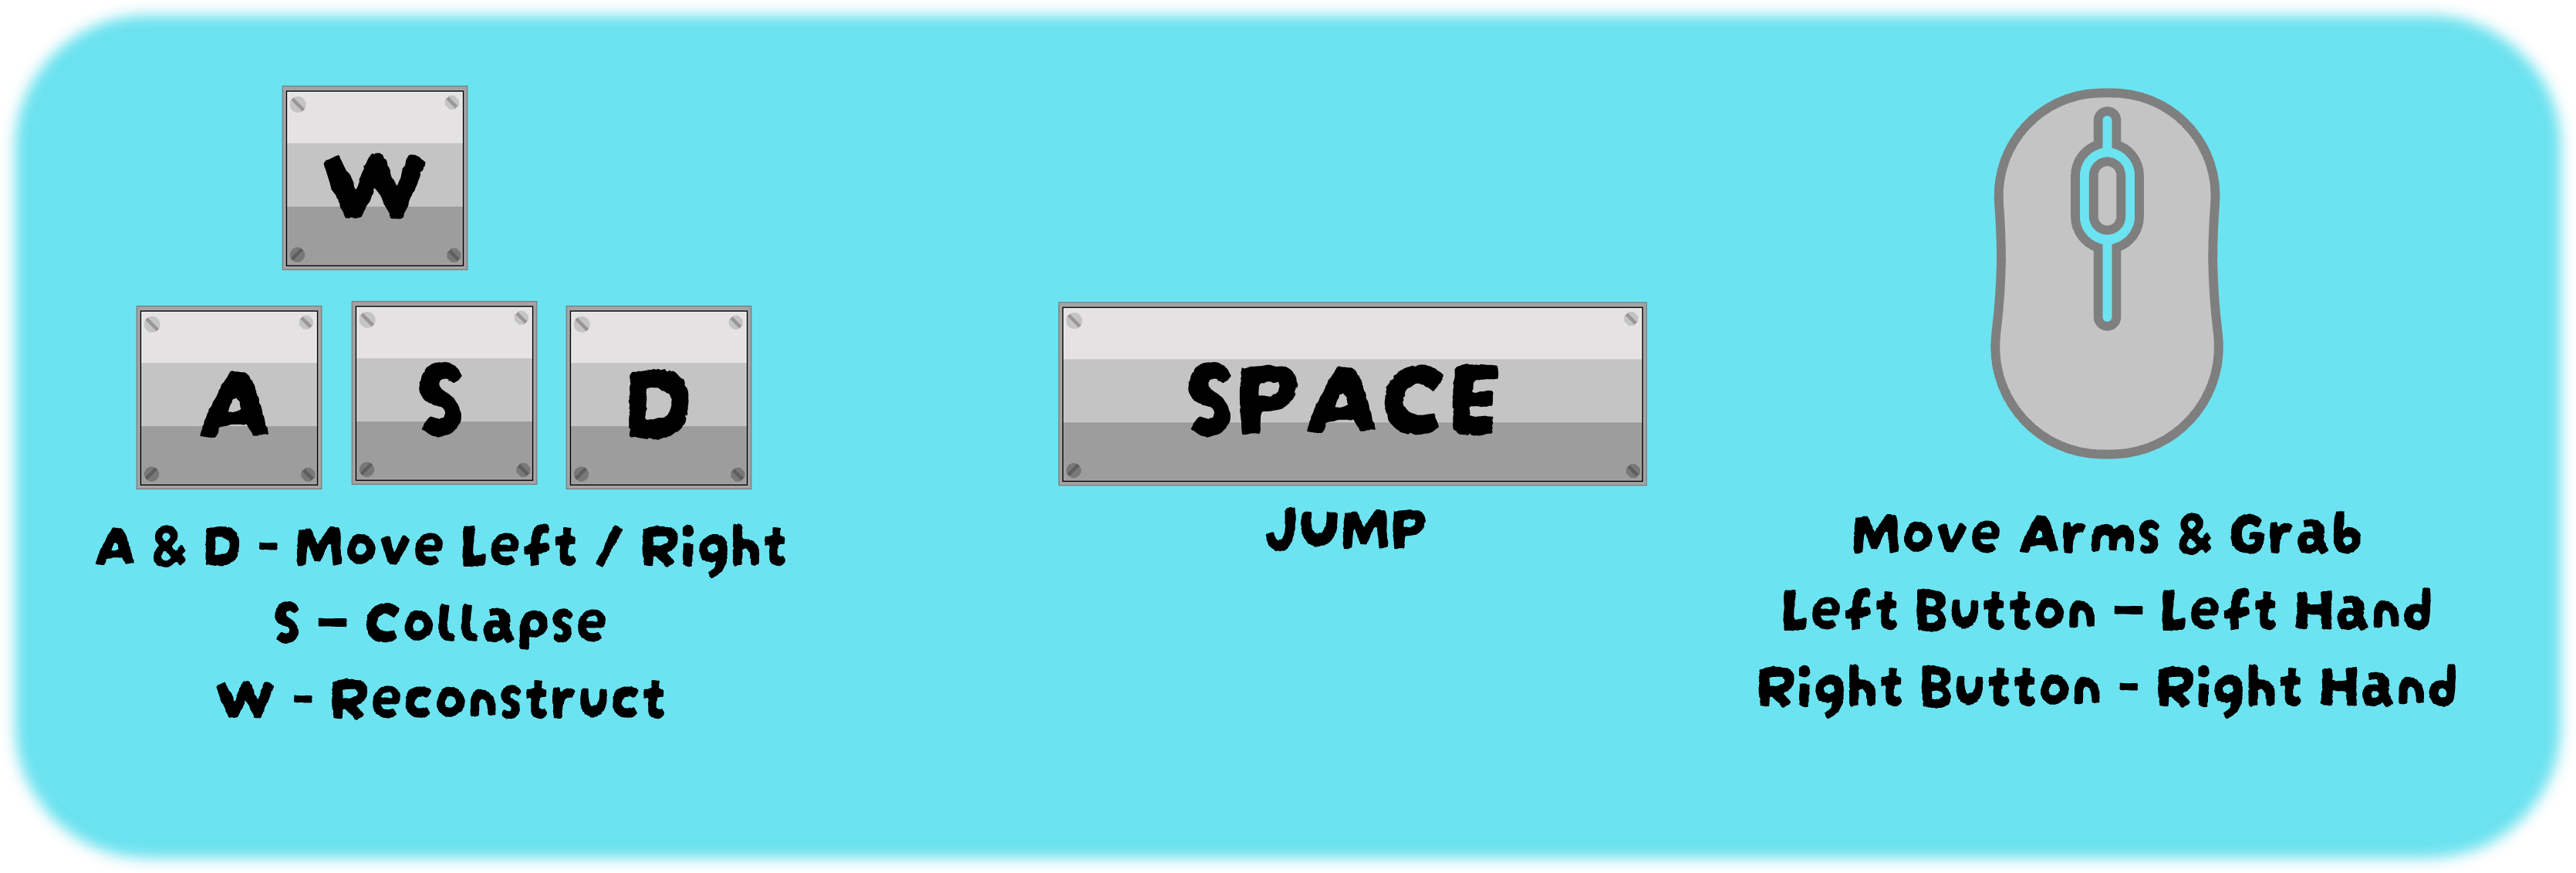 W
A S D
A & D - Move Left / Right
S – Collapse
W - Reconstruct
SPACE
JUMP
Move Arms & Grab
Left Button – Left Hand
Right Button - Right Hand